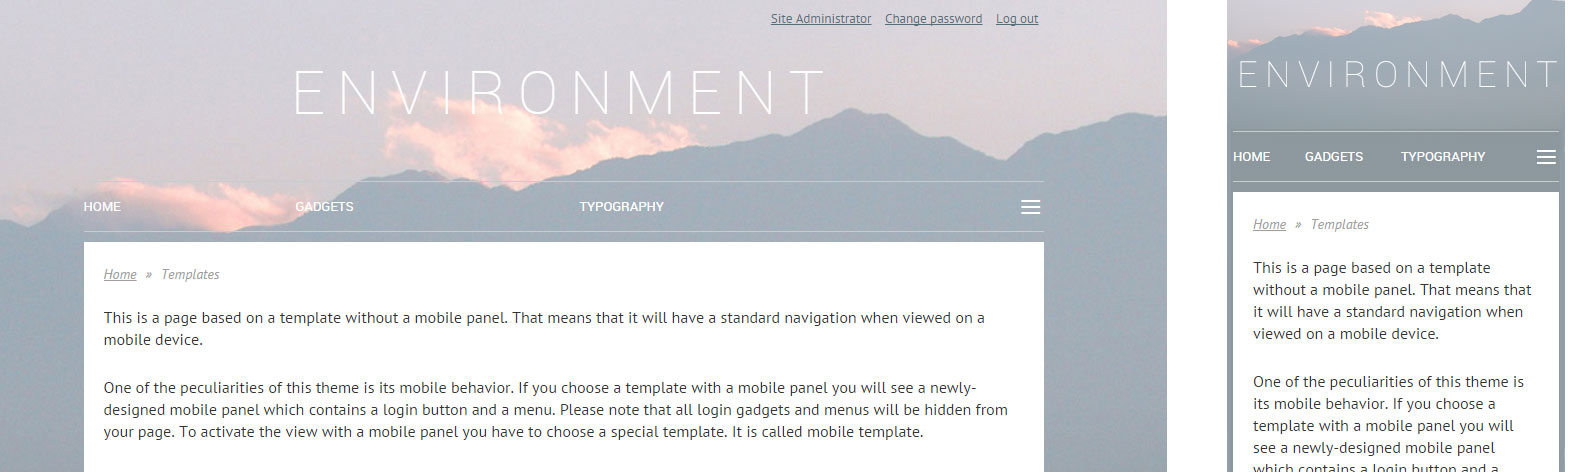 Site Administrator Change password Log out
ENVIRONMENT
HOME GADGETS TYPOGRAPHY
Home » Templates
This is a page based on a template without a mobile panel. That means that it will have a standard navigation when viewed on a
mobile device.
One of the peculiarities of this theme is its mobile behavior. If you choose a template with a mobile panel you will see a newly-
designed mobile panel which contains a login button and a menu. Please note that all login gadgets and menus will be hidden from
your page. To activate the view with a mobile panel you have to choose a special template. It is called mobile template.
ENVIRONMENT
HOME GADGETS TYPOGRAPHY
Home » Templates
This is a page based on a template
without a mobile panel. That means that
it will have a standard navigation when
viewed on a mobile device.
One of the peculiarities of this theme is
its mobile behavior. If you choose a
template with a mobile panel you will
see a newly-designed mobile panel
which contains a login button and a